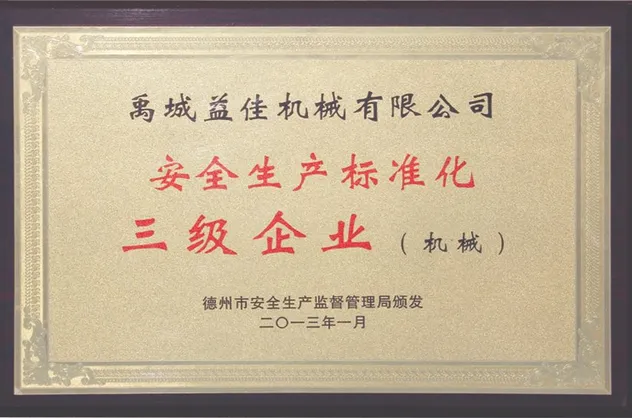 禹城益佳机械有限公司
安全生产标准化
三级企业（机械）
德州市安全生产监督管理局颁发
二〇一三年一月